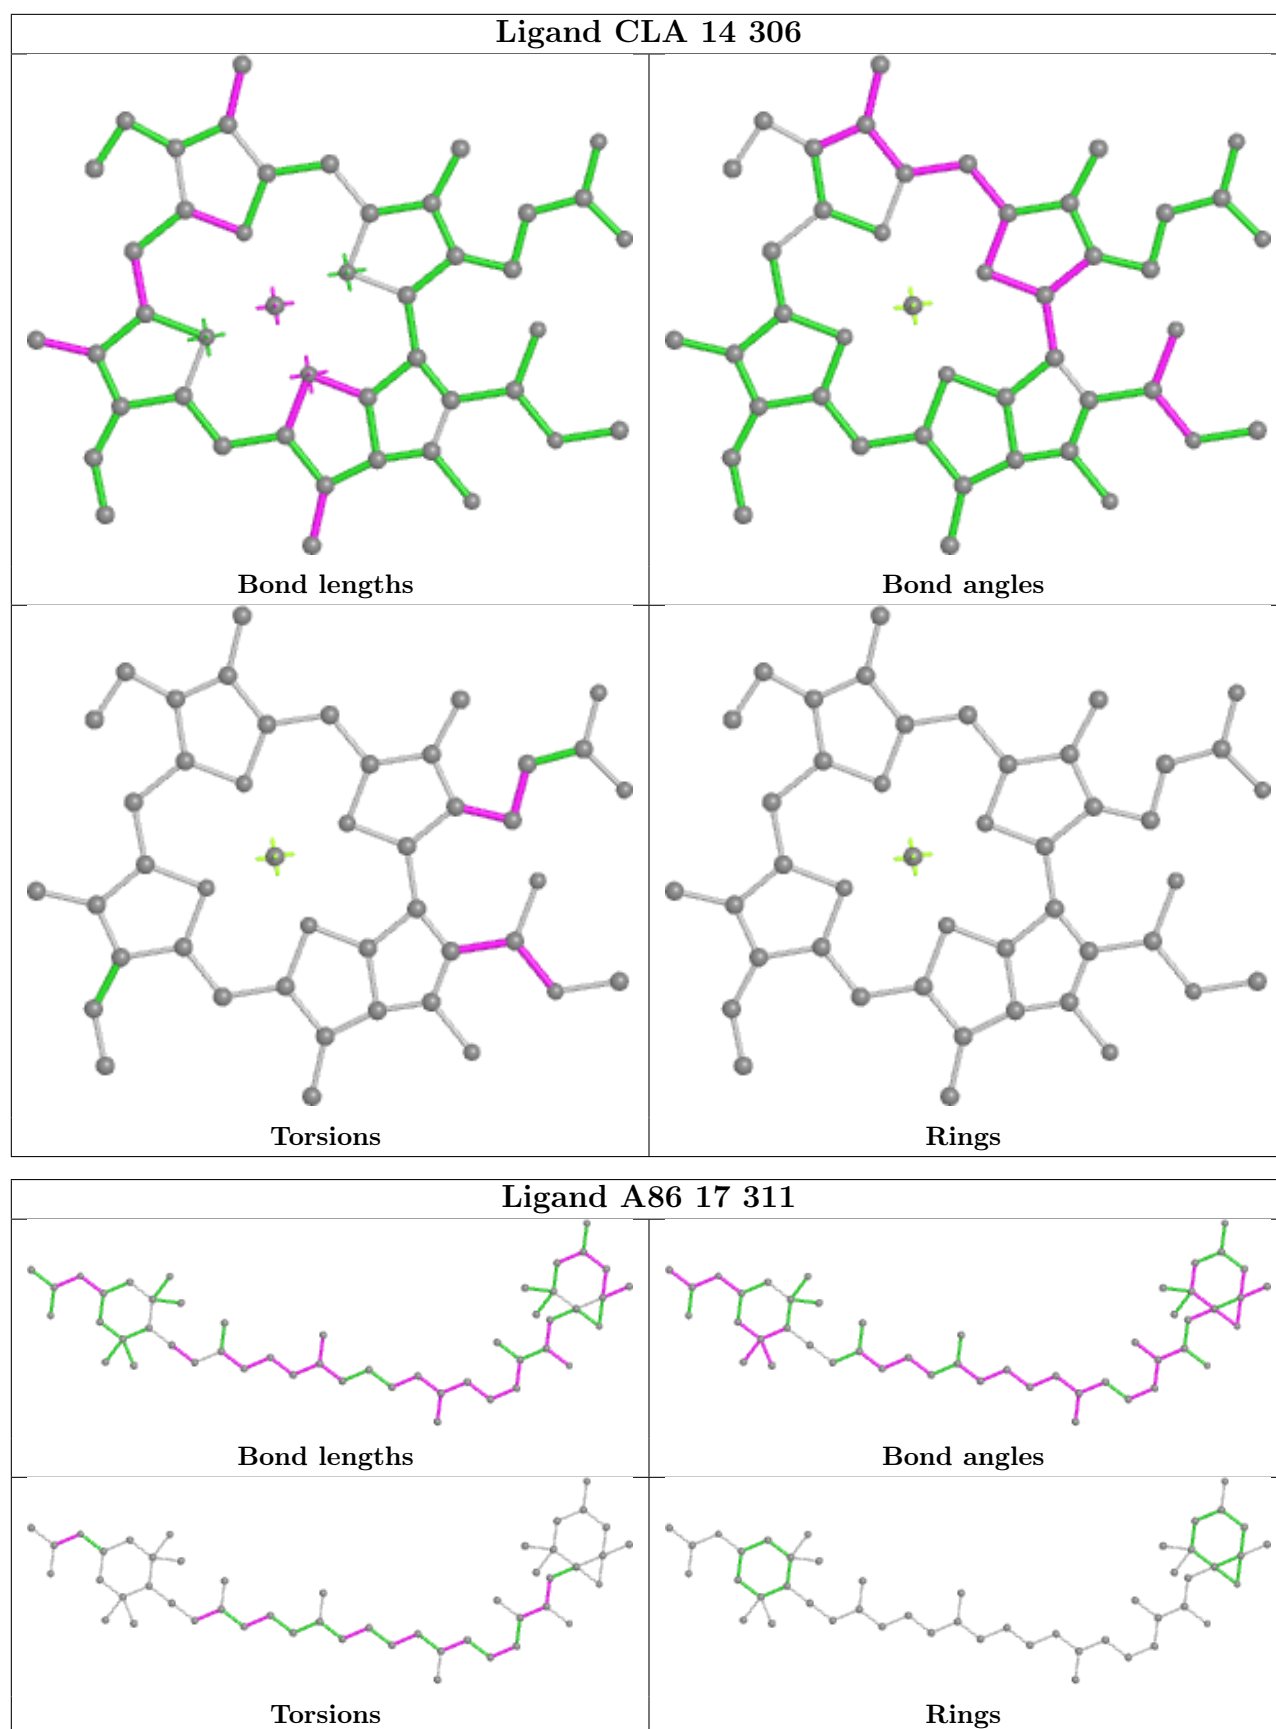 Ligand CLA 14 306
Bond lengths
Bond angles
Torsions
Rings
Ligand A86 17 311
Bond lengths
Bond angles
Torsions
Rings